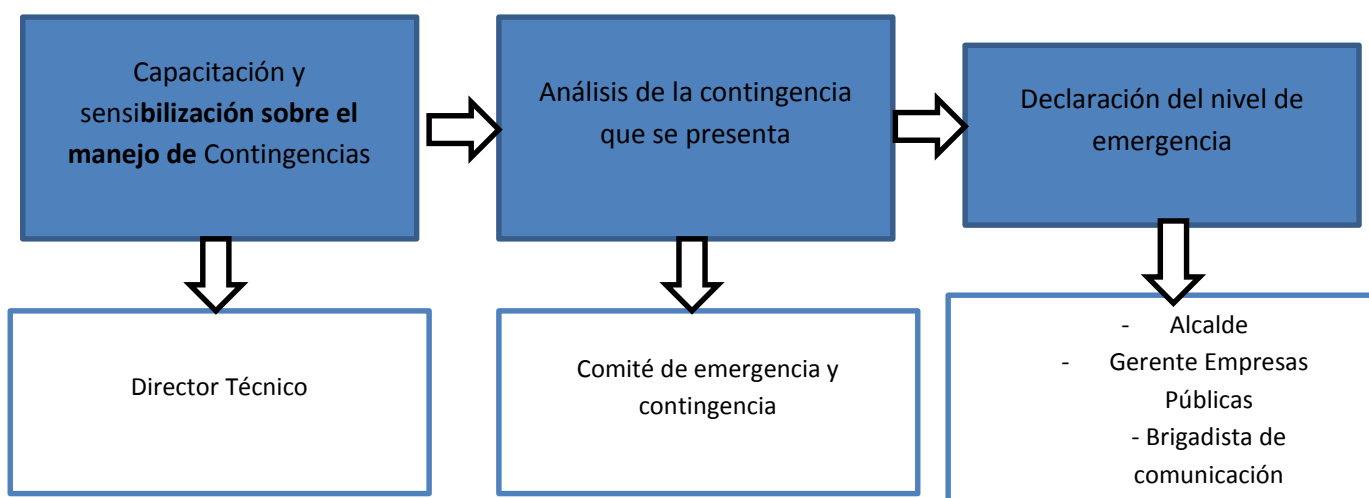 Capacitación y
sensibilización sobre el
manejo de Contingencias
Análisis de la contingencia
que se presenta
Declaración del nivel de
emergencia
Director Técnico
Comité de emergencia y
contingencia
- Alcalde
- Gerente Empresas
Públicas
- Brigadista de
comunicación